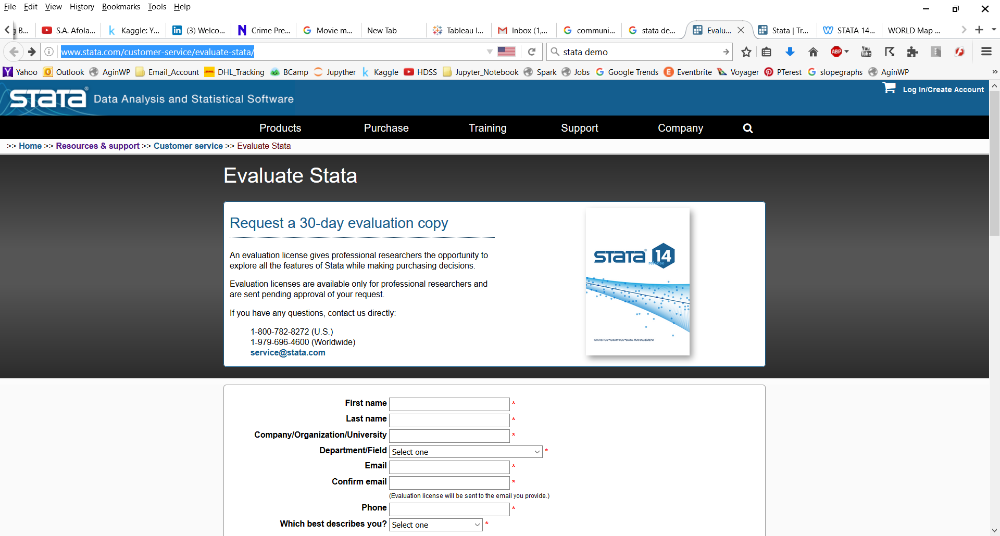 File Edit View History Bookmarks Tools Help
g B... S.A. Afola... Kaggle: Y... (3) Welco... Crime Pre... Movie m... New Tab Tableau I... Inbox (1,... communi... stata de... Evalu... Stata | Tr... STATA 14... WORLD Map ...
www.stata.com/customer-service/evaluate-stata/ stata demo ABP You Tube
Yahoo Outlook AginWP Email_Account DHL_Tracking BCamp Jupyther Kaggle HDSS Jupyter_Notebook Spark Jobs Google Trends Eventbrite Voyager PTerest slopegraphs AginWP »
STATA® Data Analysis and Statistical Software
Log In/Create Account
Products Purchase Training Support Company
>> Home >> Resources & support >> Customer service >> Evaluate Stata
Evaluate Stata
Request a 30-day evaluation copy
An evaluation license gives professional researchers the opportunity to
explore all the features of Stata while making purchasing decisions.
Evaluation licenses are available only for professional researchers and
are sent pending approval of your request.
If you have any questions, contact us directly:
1-800-782-8272 (U.S.)
1-979-696-4600 (Worldwide)
service@stata.com
STATA® 14
release
STATISTICS • GRAPHICS • DATA MANAGEMENT
First name *
Last name *
Company/Organization/University *
Department/Field Select one *
Email *
Confirm email *
(Evaluation license will be sent to the email you provide.)
Phone *
Which best describes you? Select one *